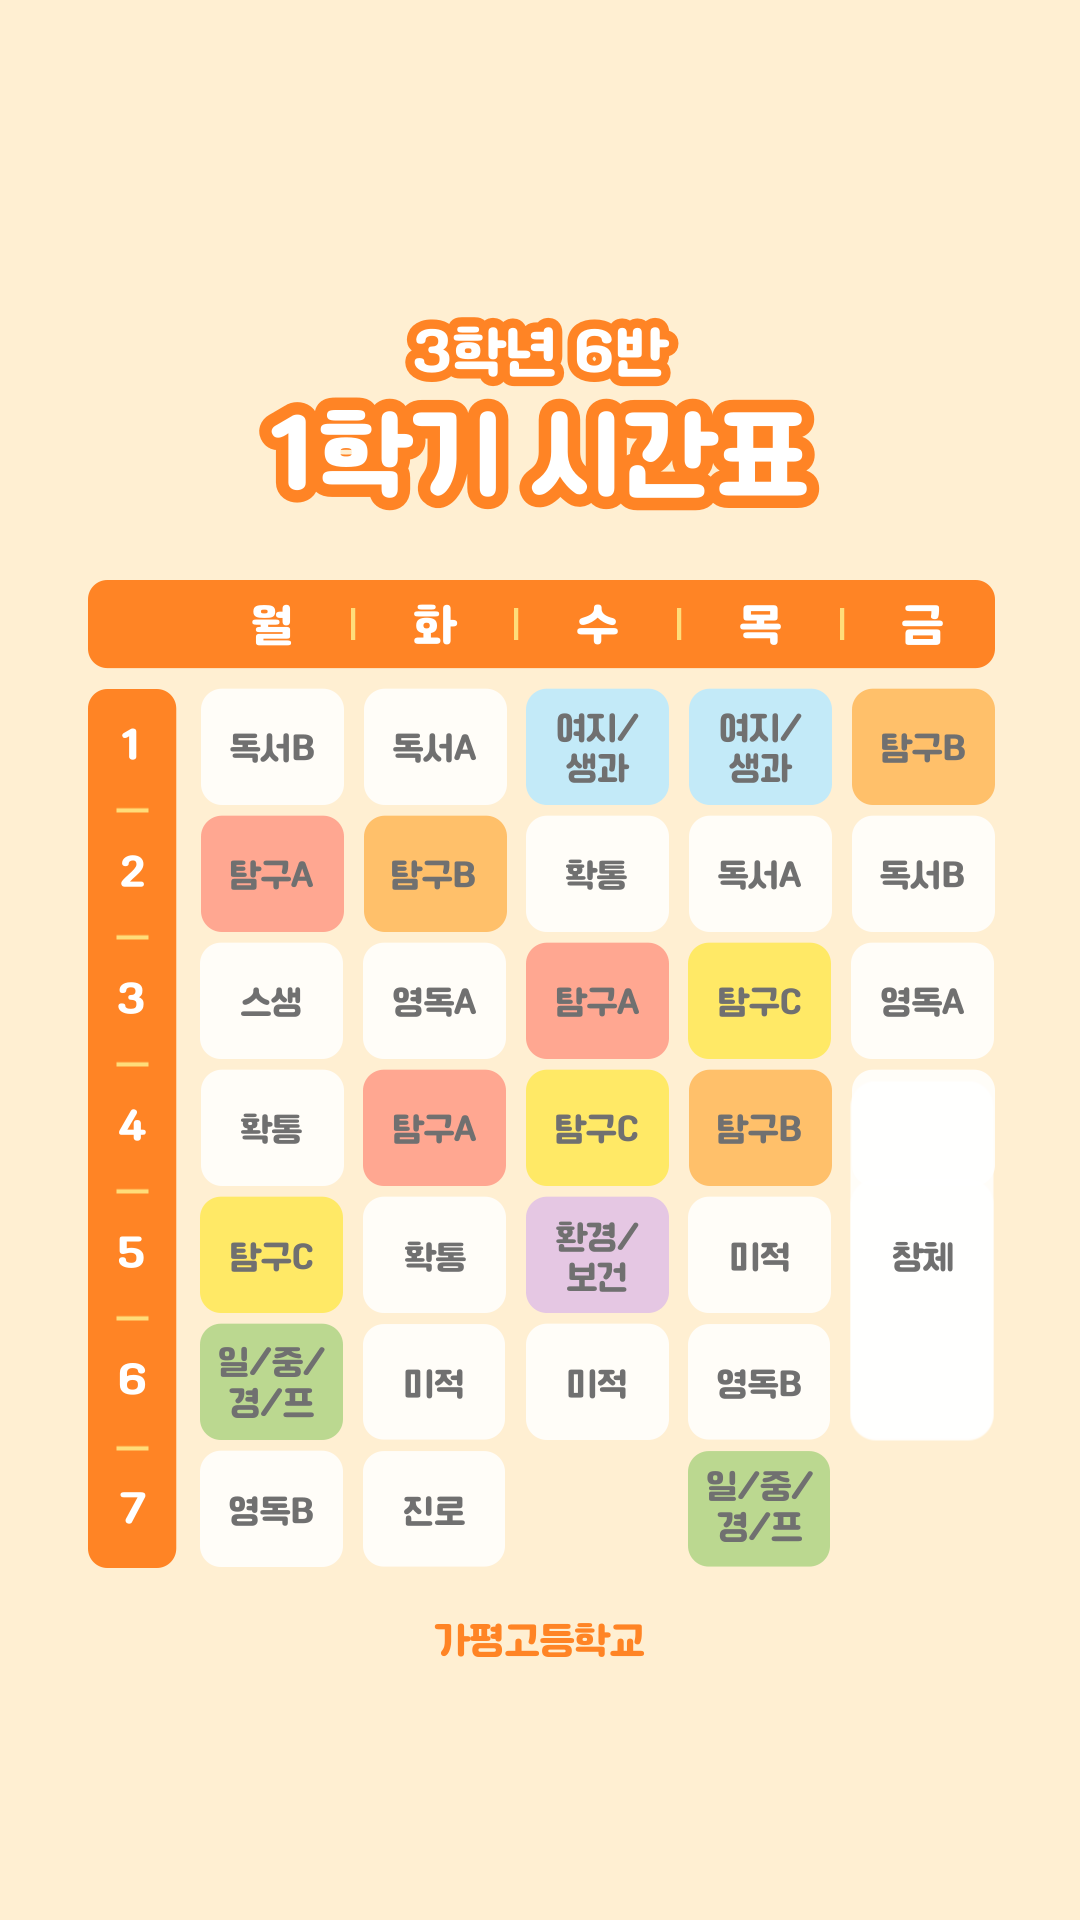 3학년 6반
1학기 시간표
월 화 수 목 금
1 독서B 독서A 여지/ 여지/ 탐구B
생과 생과
2 탐구A 탐구B 확통 독서A 독서B
3 스생 영독A 탐구A 탐구C 영독A
4 확통 탐구A 탐구C 탐구B
5 탐구C 확통 환경/ 미적 창체
보건
6 일/중/ 미적 미적 영독B
경/프
7 영독B 진로 일/중/
경/프
가평고등학교